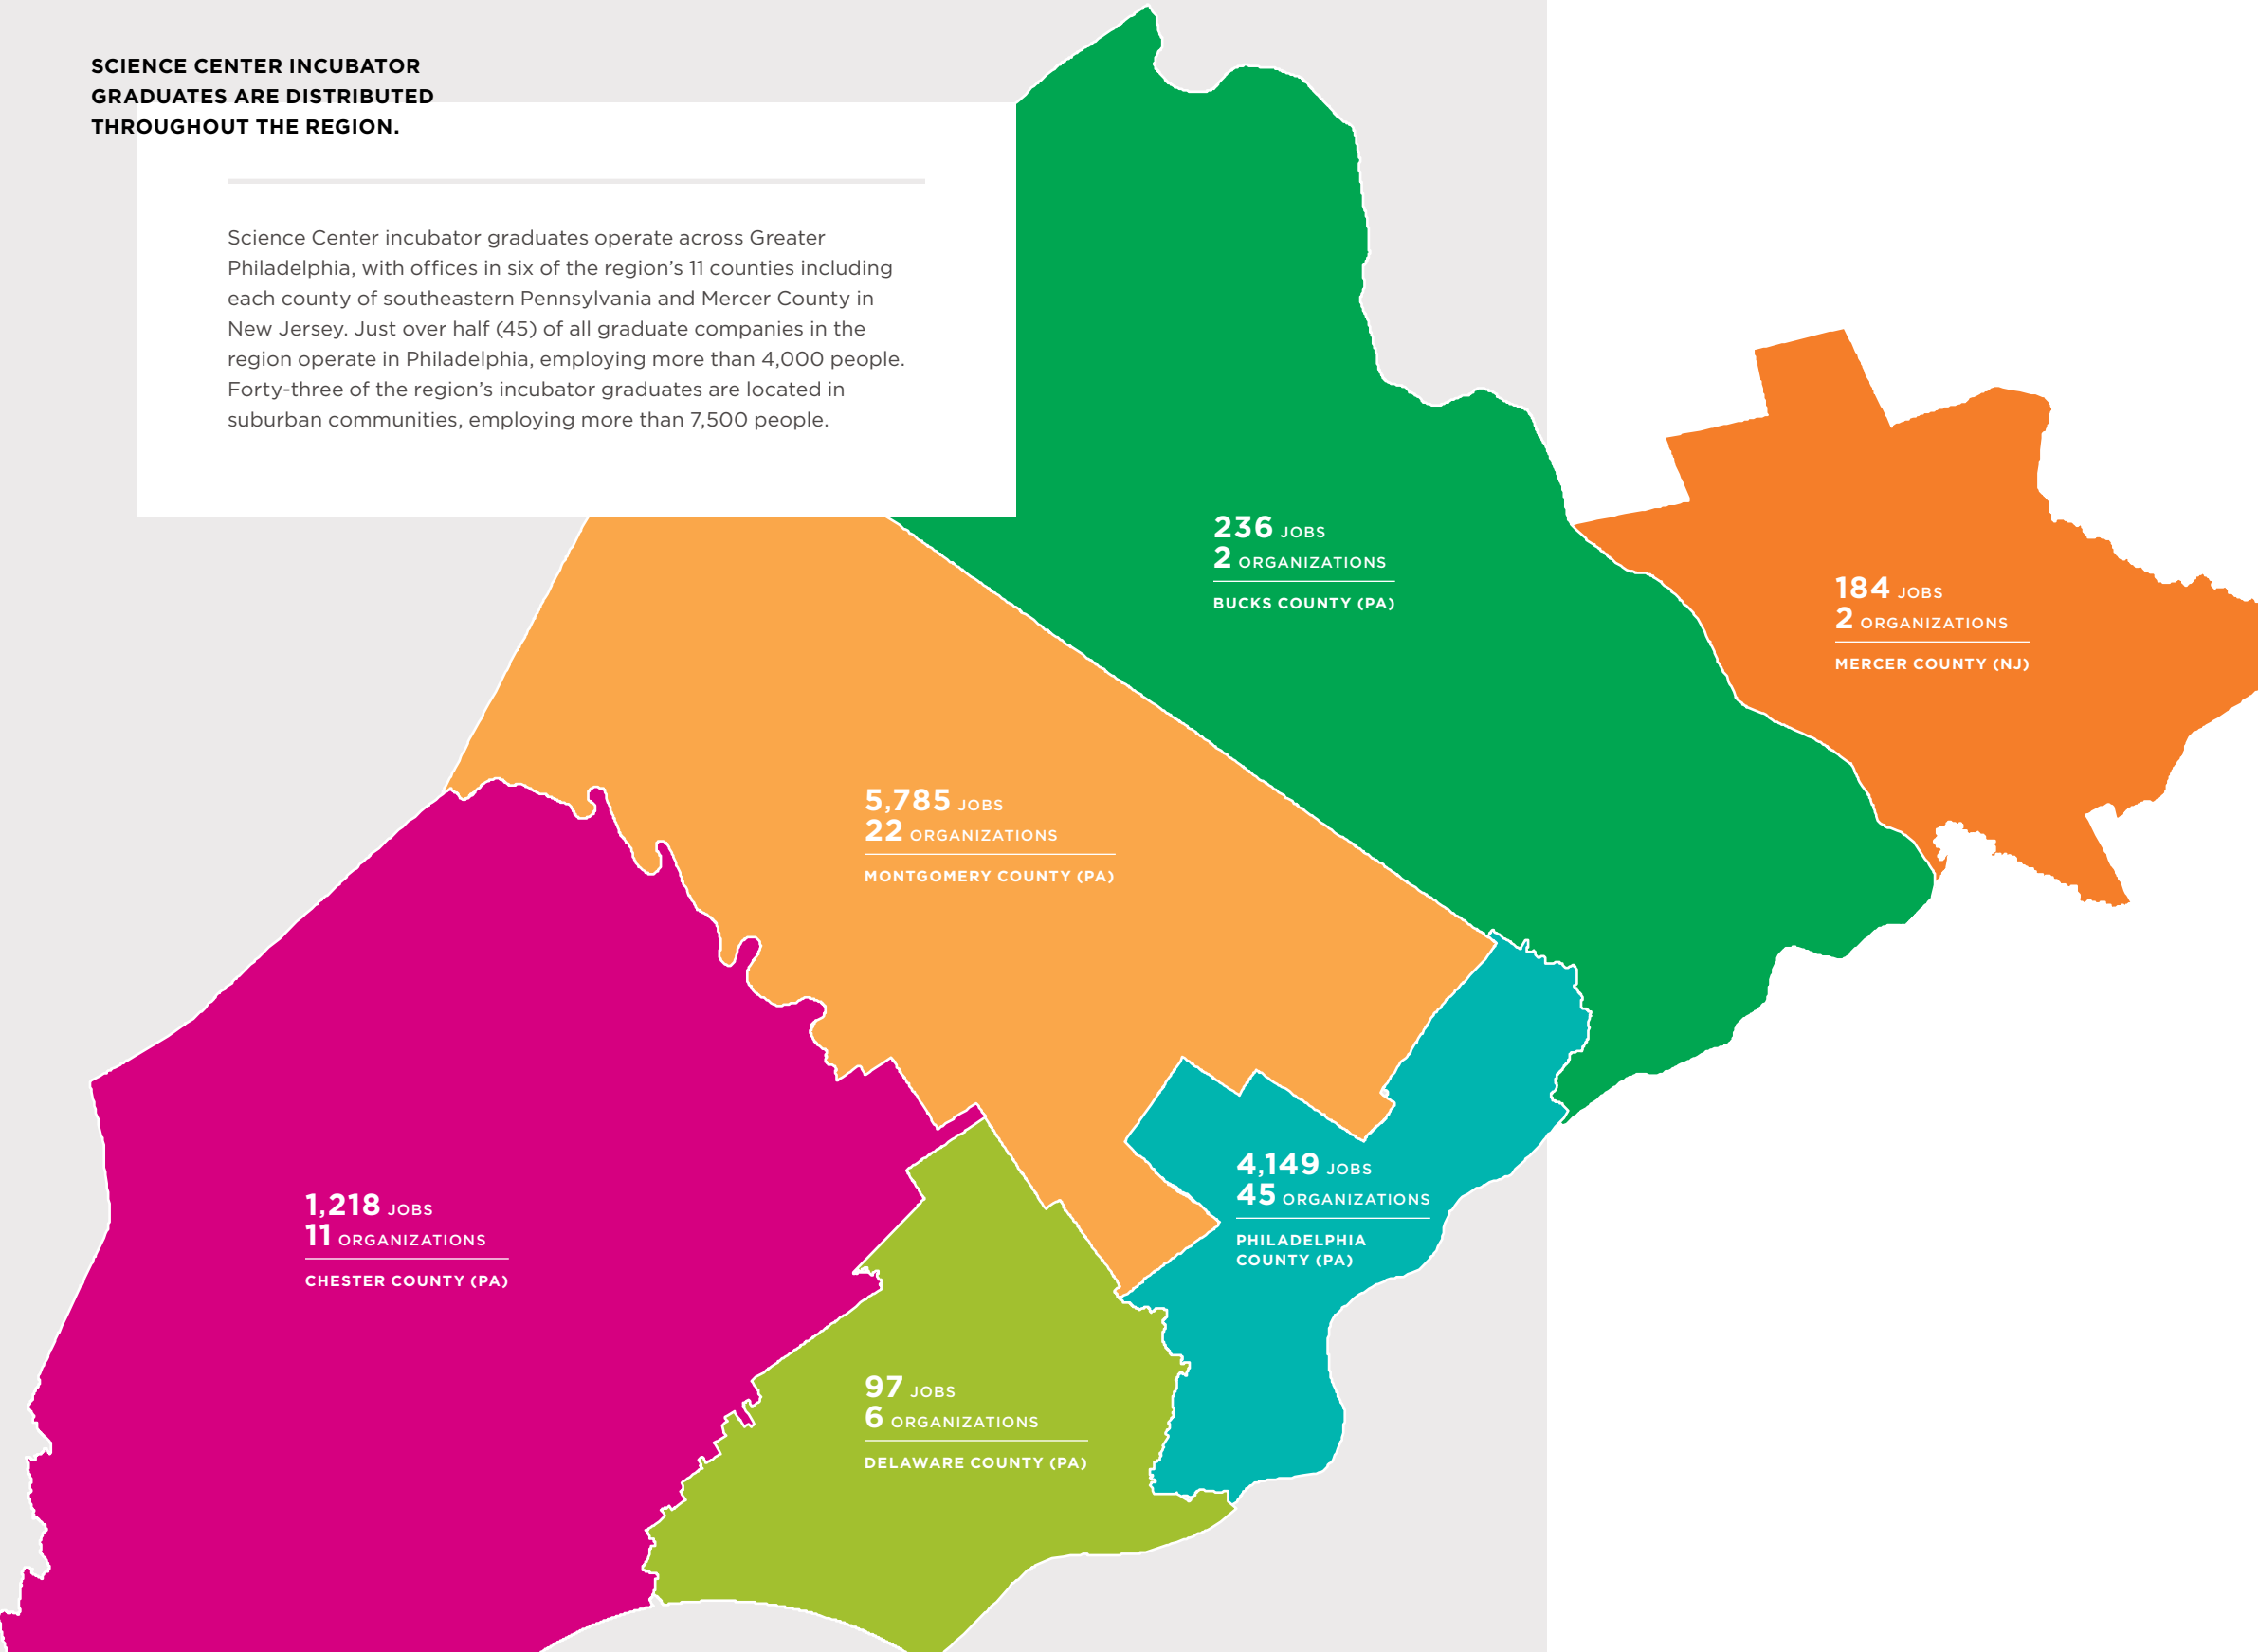 SCIENCE CENTER INCUBATOR
GRADUATES ARE DISTRIBUTED
THROUGHOUT THE REGION.
Science Center incubator graduates operate across Greater
Philadelphia, with offices in six of the region’s 11 counties including
each county of southeastern Pennsylvania and Mercer County in
New Jersey. Just over half (45) of all graduate companies in the
region operate in Philadelphia, employing more than 4,000 people.
Forty-three of the region’s incubator graduates are located in
suburban communities, employing more than 7,500 people.
236 JOBS
2 ORGANIZATIONS
BUCKS COUNTY (PA)
184 JOBS
2 ORGANIZATIONS
MERCER COUNTY (NJ)
5,785 JOBS
22 ORGANIZATIONS
MONTGOMERY COUNTY (PA)
4,149 JOBS
45 ORGANIZATIONS
PHILADELPHIA
COUNTY (PA)
1,218 JOBS
11 ORGANIZATIONS
CHESTER COUNTY (PA)
97 JOBS
6 ORGANIZATIONS
DELAWARE COUNTY (PA)